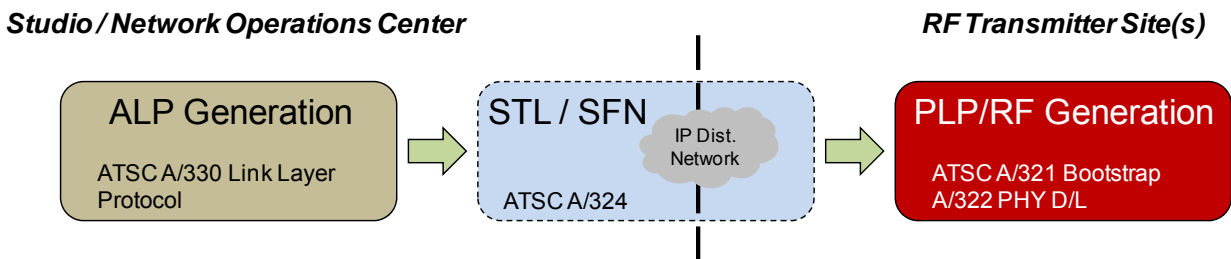 Studio / Network Operations Center
RF Transmitter Site(s)
ALP Generation
ATSC A/330 Link Layer
Protocol
STL / SFN
IP Dist.
Network
ATSC A/324
PLP/RF Generation
ATSC A/321 Bootstrap
A/322 PHY D/L